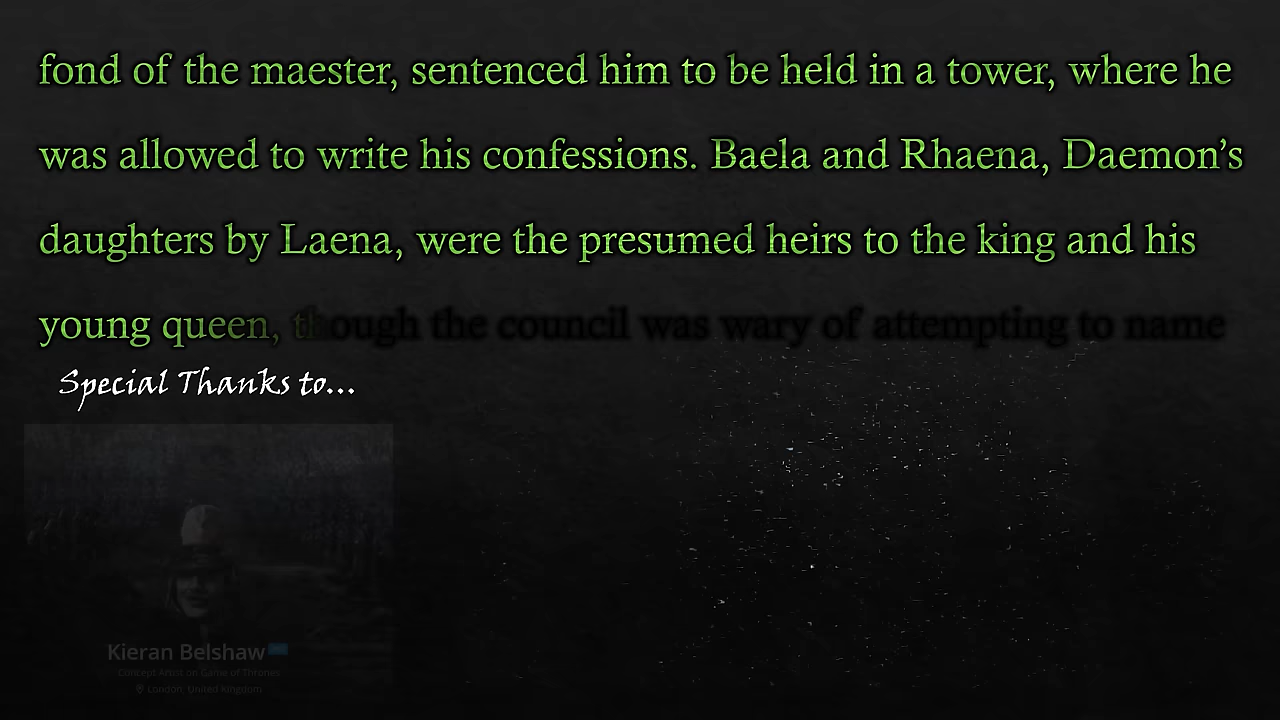 fond of the maester, sentenced him to be held in a tower, where he
was allowed to write his confessions. Baela and Rhaena, Daemon’s
daughters by Laena, were the presumed heirs to the king and his
young queen, though the council was wary of attempting to name
Special Thanks to...
Kieran Belshaw
Concept Artist on Game of Thrones
London, United Kingdom